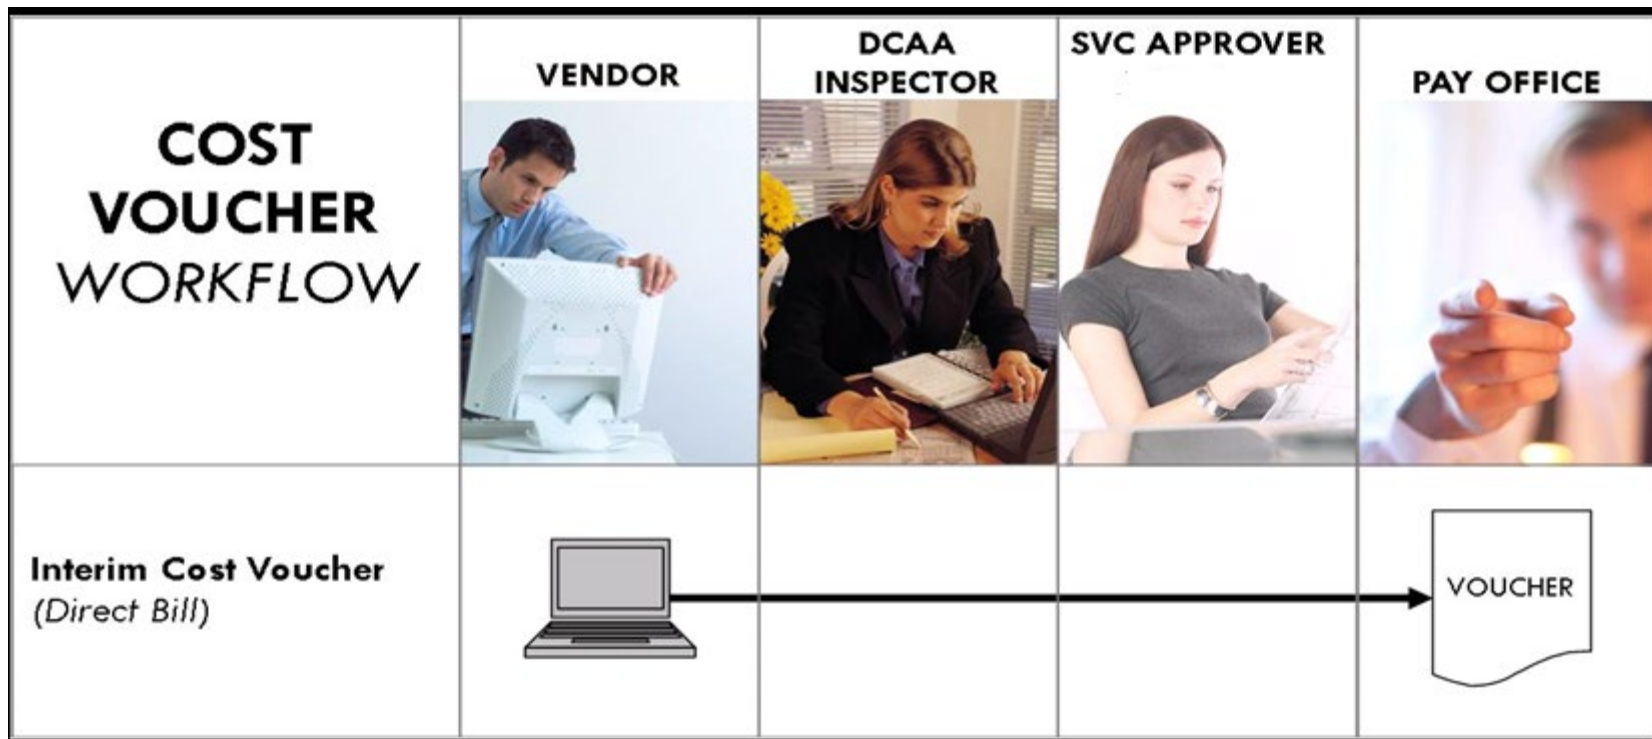 COST
VOUCHER
WORKFLOW
VENDOR
DCAA
INSPECTOR
SVC APPROVER
PAY OFFICE
Interim Cost Voucher
(Direct Bill)
VOUCHER